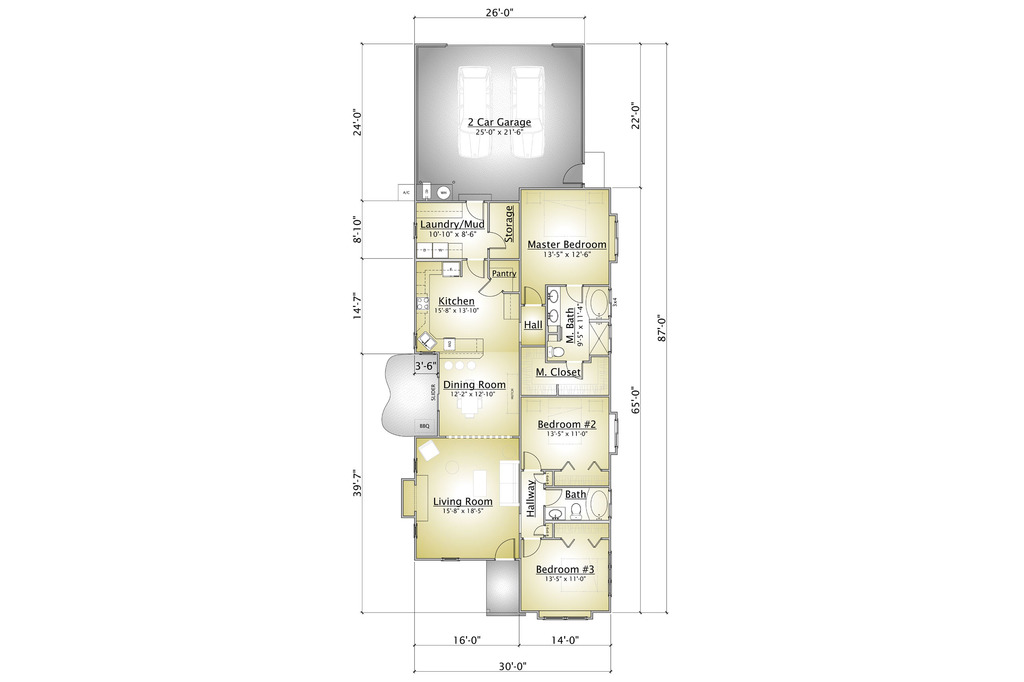 26'-0"
24'-0"
22'-0"
2 Car Garage
25'-0" x 21'-6"
A/C
WH
8'-10"
Laundry/Mud
10'-10" x 8'-6"
Storage
Master Bedroom
13'-5" x 12'-6"
D
W
Pantry
14'-7"
Kitchen
15'-8" x 13'-10"
Hall
M. Bath
9'-5" x 11'-4"
87'-0"
3'-6"
M. Closet
Dining Room
12'-2" x 12'-10"
SLIDER
65'-0"
BBQ
Bedroom #2
13'-5" x 11'-0"
39'-7"
Living Room
15'-8" x 18'-5"
Hallway
Bath
Bedroom #3
13'-5" x 11'-0"
16'-0"
14'-0"
30'-0"